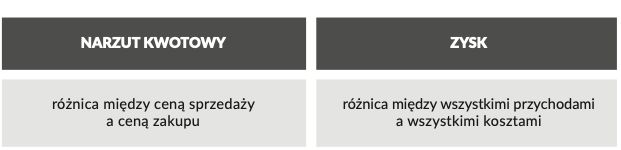 NARZUT KWOTOWY
różnica między ceną sprzedaży
a ceną zakupu
ZYSK
różnica między wszystkimi przychodami
a wszystkimi kosztami